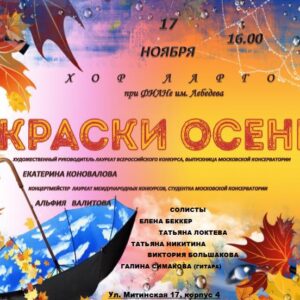 17
НОЯБРЯ
16.00
ХОР ЛАРГО
при ФИАНе им. Лебедева
КРАСКИ ОСЕНИ
ХУДОЖЕСТВЕННЫЙ РУКОВОДИТЕЛЬ ЛАУРЕАТ ВСЕРОССИЙСКОГО КОНКУРСА, ВЫПУСКНИЦА МОСКОВСКОЙ КОНСЕРВАТОРИИ
ЕКАТЕРИНА КОНОВАЛОВА
КОНЦЕРТМЕЙСТЕР ЛАУРЕАТ МЕЖДУНАРОДНЫХ КОНКУРСОВ, СТУДЕНТКА МОСКОВСКОЙ КОНСЕРВАТОРИИ
АЛЬФИЯ ВАЛИТОВА
СОЛИСТЫ
ЕЛЕНА БЕККЕР
ТАТЬЯНА ЛОКТЕВА
ТАТЬЯНА НИКИТИНА
ВИКТОРИЯ БОЛЬШАКОВА
ГАЛИНА СИМАКОВА (ГИТАРА)
Ул. Митинская 17, корпус 4